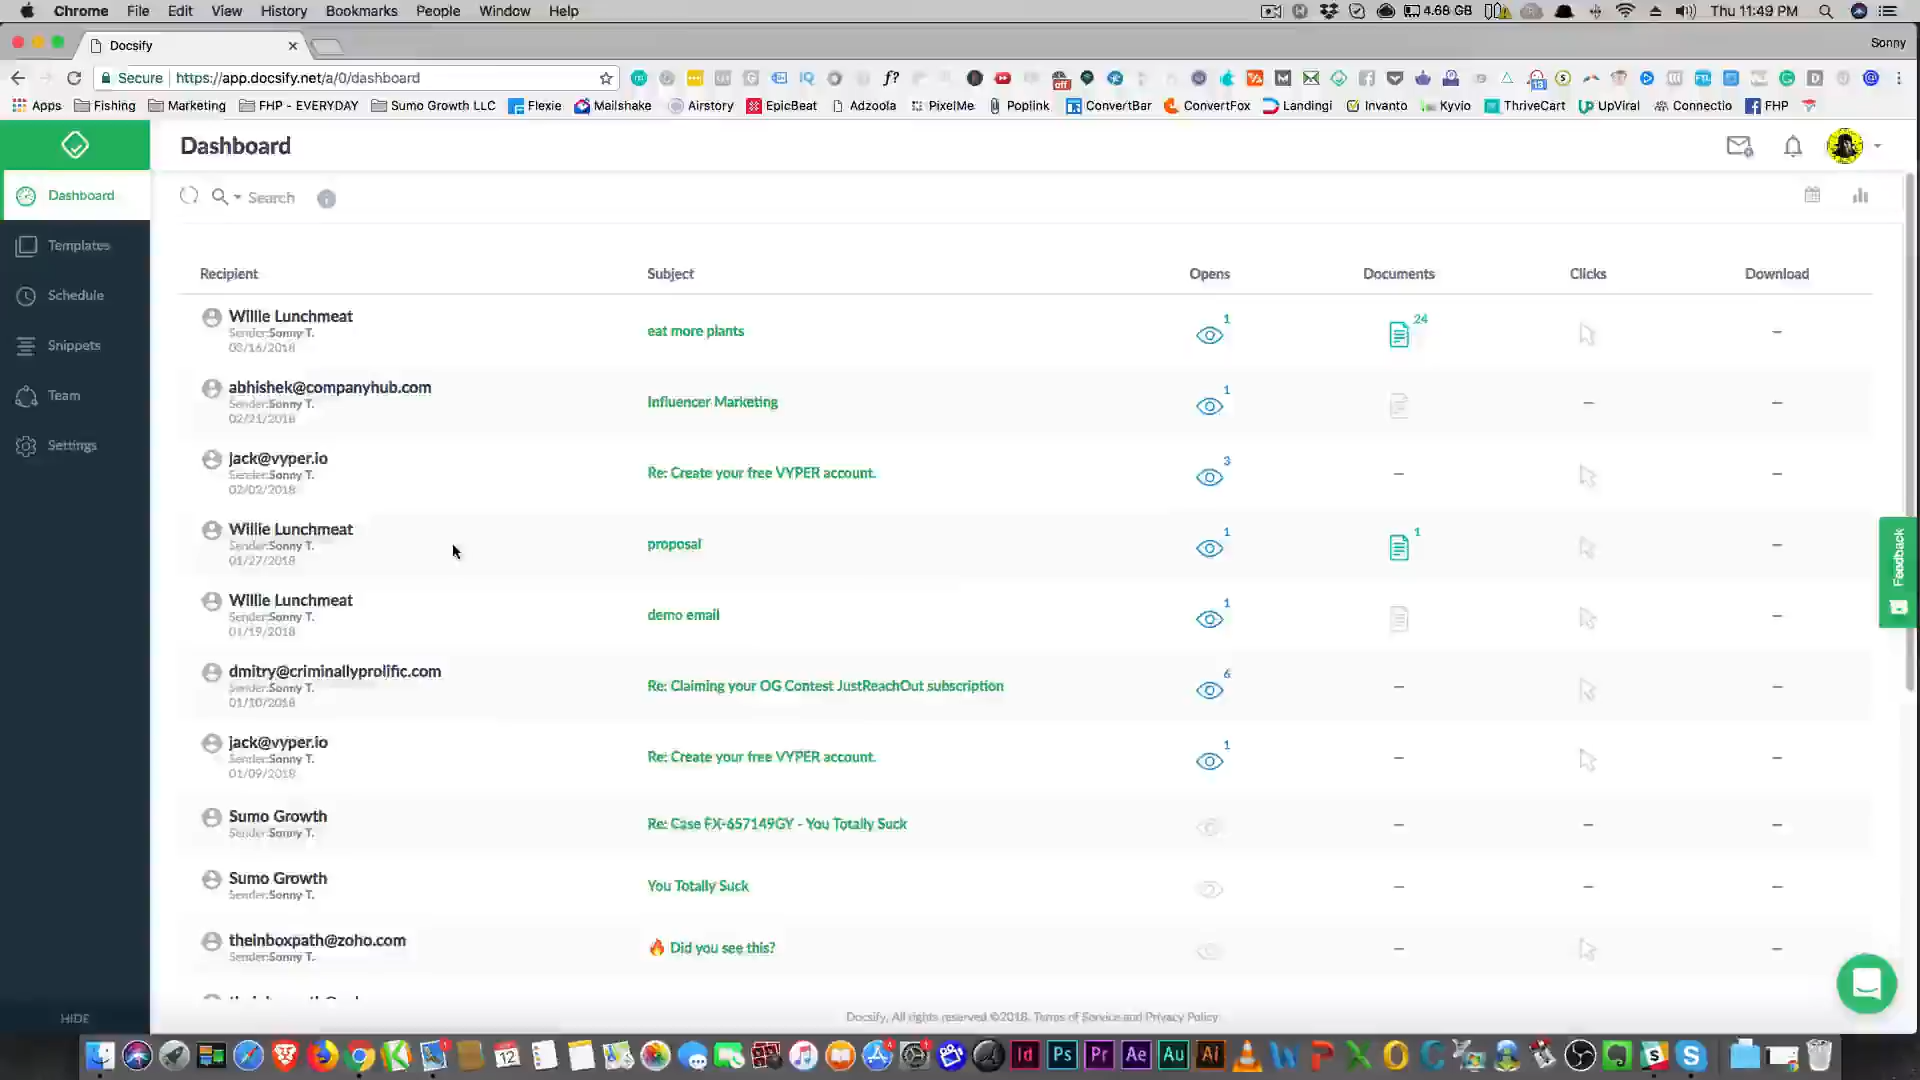 Chrome File Edit View History Bookmarks People Window Help 4.68 GB Thu 11:49 PM
Docsify Sonny
Secure https://app.docsify.net/a/0/dashboard
Apps Fishing Marketing FHP - EVERYDAY Sumo Growth LLC Flexie Mailshake Airstory EpicBeat Adzoola PixelMe Poplink ConvertBar ConvertFox Landingi Invanto Kyvio ThriveCart UpViral Connectio FHP
Dashboard
Dashboard
Search
Templates
Schedule
Snippets
Team
Settings
Recipient Subject Opens Documents Clicks Download
Willie Lunchmeat
Sender: Sonny T.
03/16/2018
eat more plants 1 24 –
abhishek@companyhub.com
Sender: Sonny T.
02/21/2018
Influencer Marketing 1 – –
jack@vyper.io
Sender: Sonny T.
02/02/2018
Re: Create your free VYPER account. 3 – –
Willie Lunchmeat
Sender: Sonny T.
01/27/2018
proposal 1 1 –
Willie Lunchmeat
Sender: Sonny T.
01/19/2018
demo email 1 –
dmitry@criminallyprolific.com
Sender: Sonny T.
01/10/2018
Re: Claiming your OG Contest JustReachOut subscription 6 – –
jack@vyper.io
Sender: Sonny T.
01/09/2018
Re: Create your free VYPER account. 1 – –
Sumo Growth
Sender: Sonny T.
Re: Case FX-657149GY - You Totally Suck – – –
Sumo Growth
Sender: Sonny T.
You Totally Suck – – –
theinboxpath@zoho.com
Sender: Sonny T.
🔥 Did you see this? – –
Feedback
HIDE
Docsify, All rights reserved ©2018. Terms of Service and Privacy Policy
12 Id Ps Pr Ae Au Ai